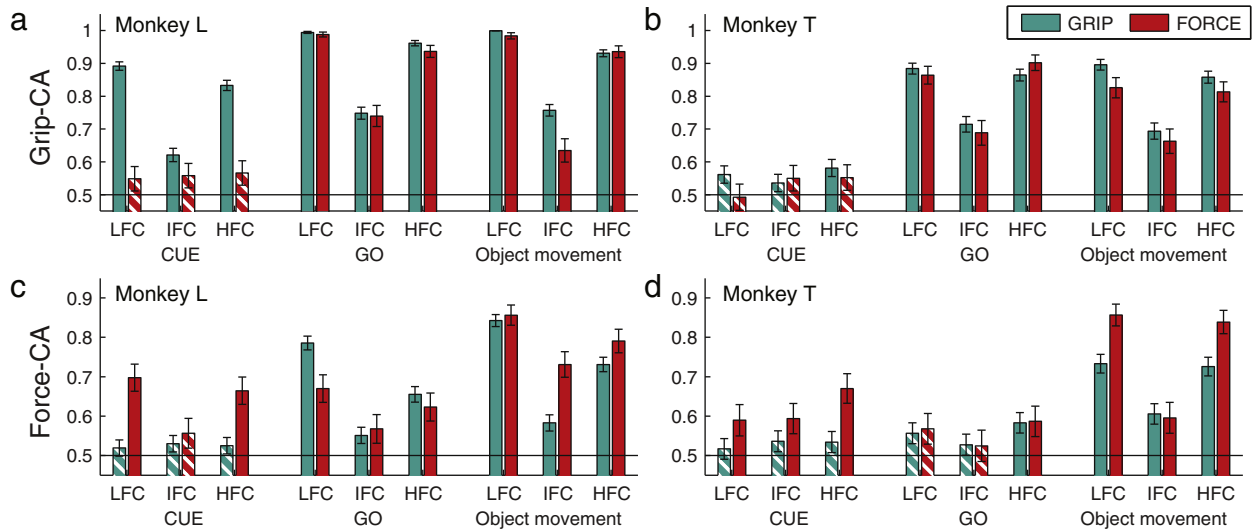 a
Monkey L
b
Monkey T
GRIP
FORCE
Grip-CA
1
0.9
0.8
0.7
0.6
0.5
LFC IFC HFC LFC IFC HFC LFC IFC HFC
CUE GO Object movement
1
0.9
0.8
0.7
0.6
0.5
LFC IFC HFC LFC IFC HFC LFC IFC HFC
CUE GO Object movement
c
Monkey L
d
Monkey T
Force-CA
0.9
0.8
0.7
0.6
0.5
LFC IFC HFC LFC IFC HFC LFC IFC HFC
CUE GO Object movement
0.9
0.8
0.7
0.6
0.5
LFC IFC HFC LFC IFC HFC LFC IFC HFC
CUE GO Object movement